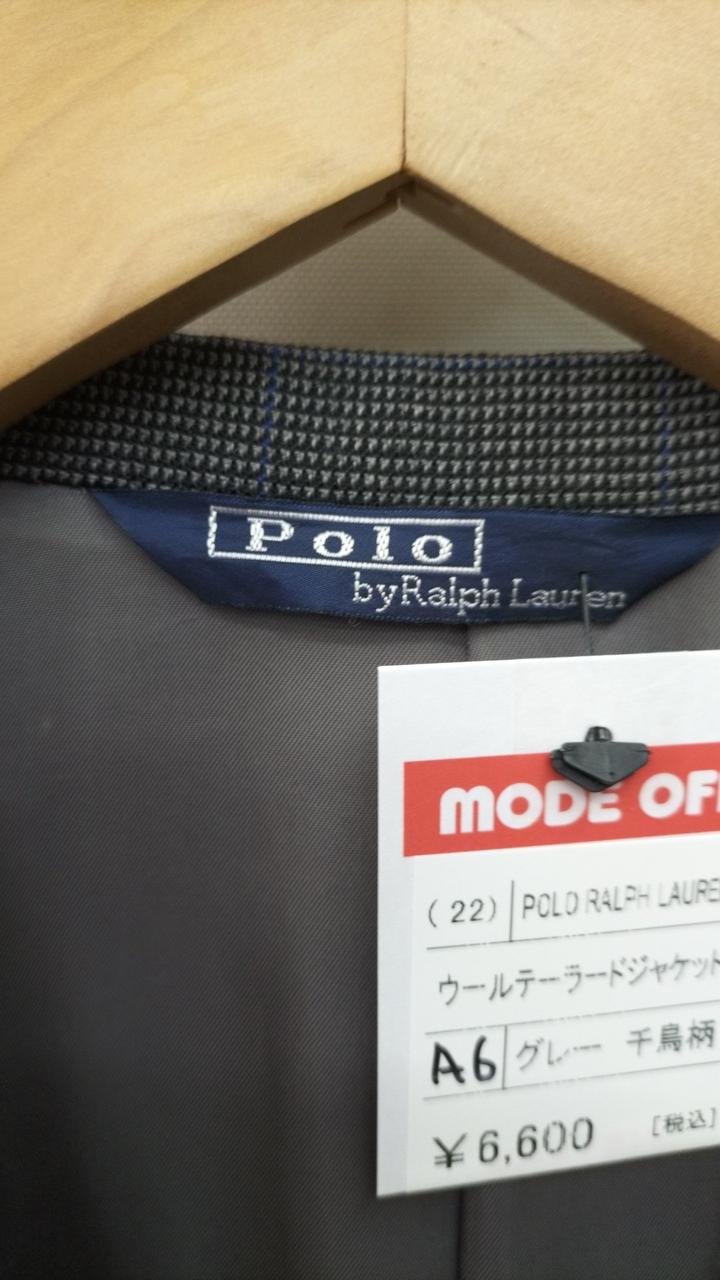 Polo
by Ralph Lauren
MODE OF
(22) POLO RALPH LAURE
ウールテーラードジャケット
A6 グレー 千鳥柄
¥6,600 [税込]